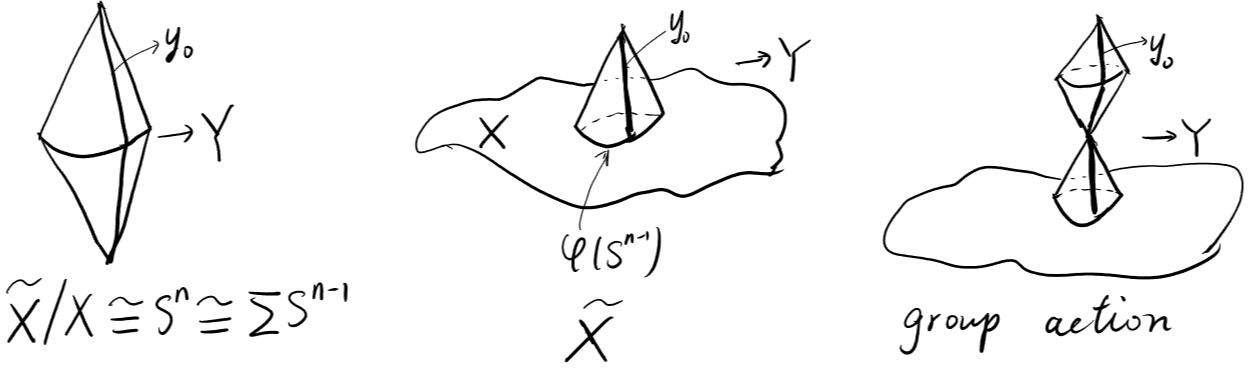 y₀
→ Y
X̃/X ≅ Sⁿ ≅ ΣSⁿ⁻¹
y₀
→ Y
X
φ(Sⁿ⁻¹)
X̃
y₀
→ Y
group action